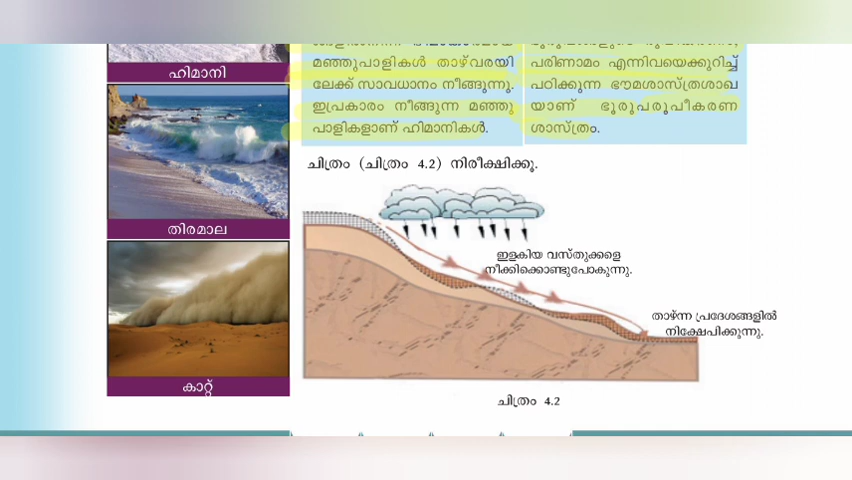 ഹിമാനി
തിരമാല
കാറ്റ്
മഞ്ഞുപാളികൾ താഴ്‌വരയി
ലേക്ക് സാവധാനം നീങ്ങുന്നു.
ഇപ്രകാരം നീങ്ങുന്ന മഞ്ഞു
പാളികളാണ് ഹിമാനികൾ.
പരിണാമം എന്നിവയെക്കുറിച്ച്
പഠിക്കുന്ന ഭൗമശാസ്ത്രശാഖ
യാണ് ഭൂരൂപരൂപീകരണ
ശാസ്ത്രം.
ചിത്രം (ചിത്രം 4.2) നിരീക്ഷിക്കൂ.
ഇളകിയ വസ്തുക്കളെ
നീക്കിക്കൊണ്ടുപോകുന്നു.
താഴ്ന്ന പ്രദേശങ്ങളിൽ
നിക്ഷേപിക്കുന്നു.
ചിത്രം 4.2